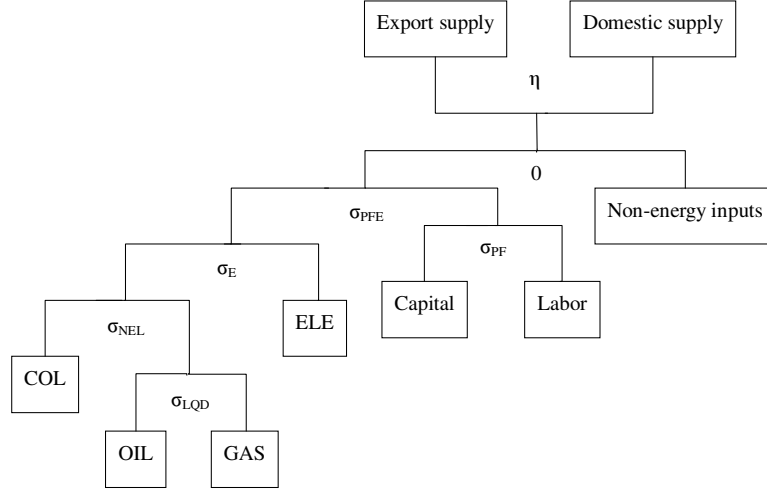 Export supply
Domestic supply
η
0
Non-energy inputs
σPFE
σPF
σE
Capital
Labor
ELE
σNEL
COL
σLQD
OIL
GAS